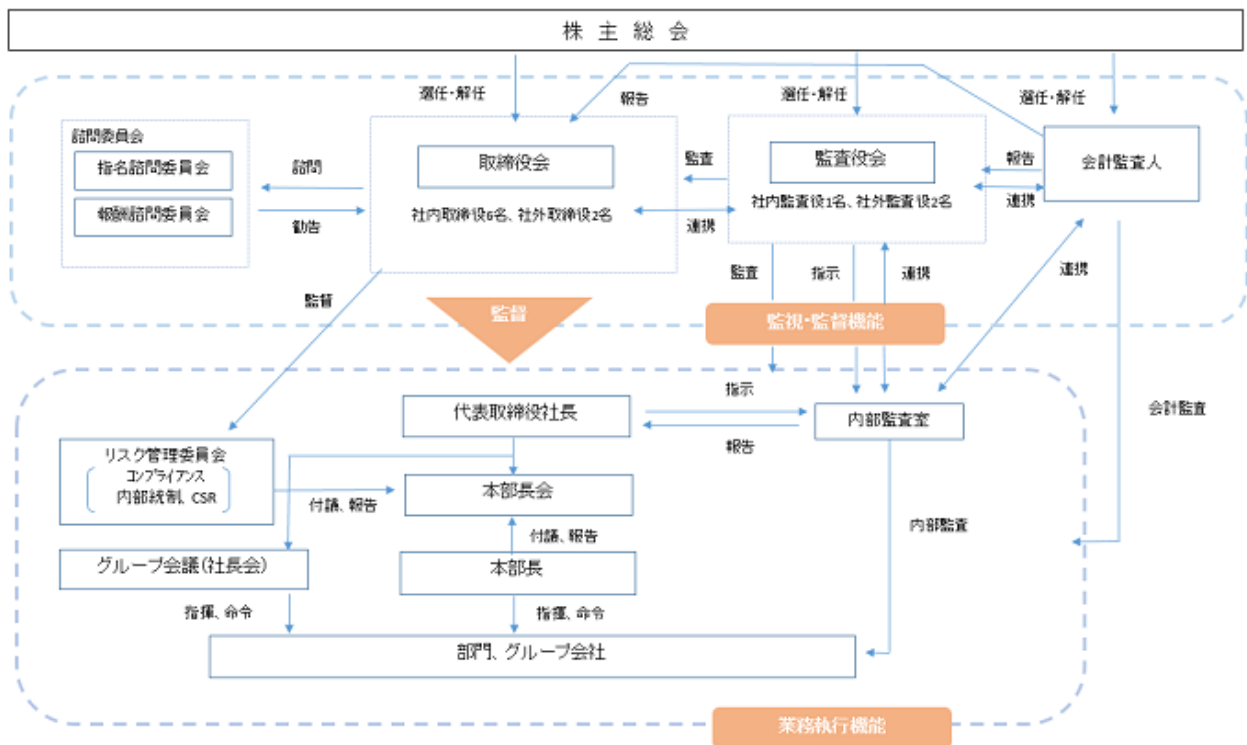 株 主 総 会
選任・解任
報告
選任・解任
選任・解任
諮問委員会
指名諮問委員会
報酬諮問委員会
諮問
勧告
取締役会
社内取締役6名、社外取締役2名
監査
連携
監査役会
社内監査役1名、社外監査役2名
報告
連携
会計監査人
監督
監督
監査
指示
連携
連携
監視・監督機能
代表取締役社長
指示
報告
内部監査室
会計監査
リスク管理委員会
コンプライアンス
内部統制、CSR
付議、報告
本部長会
内部監査
付議、報告
グループ会議(社長会)
本部長
指揮、命令
指揮、命令
部門、グループ会社
業務執行機能